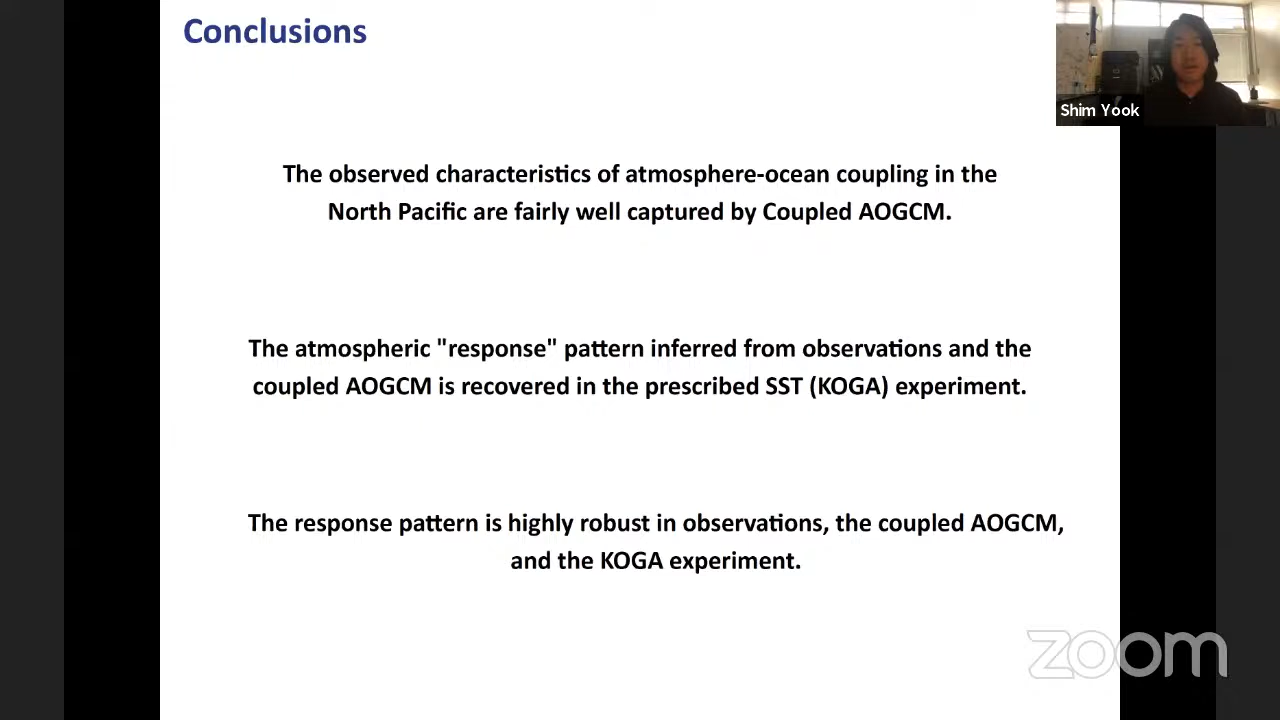 Conclusions
Shim Yook
The observed characteristics of atmosphere-ocean coupling in the
North Pacific are fairly well captured by Coupled AOGCM.
The atmospheric "response" pattern inferred from observations and the
coupled AOGCM is recovered in the prescribed SST (KOGA) experiment.
The response pattern is highly robust in observations, the coupled AOGCM,
and the KOGA experiment.
zoom